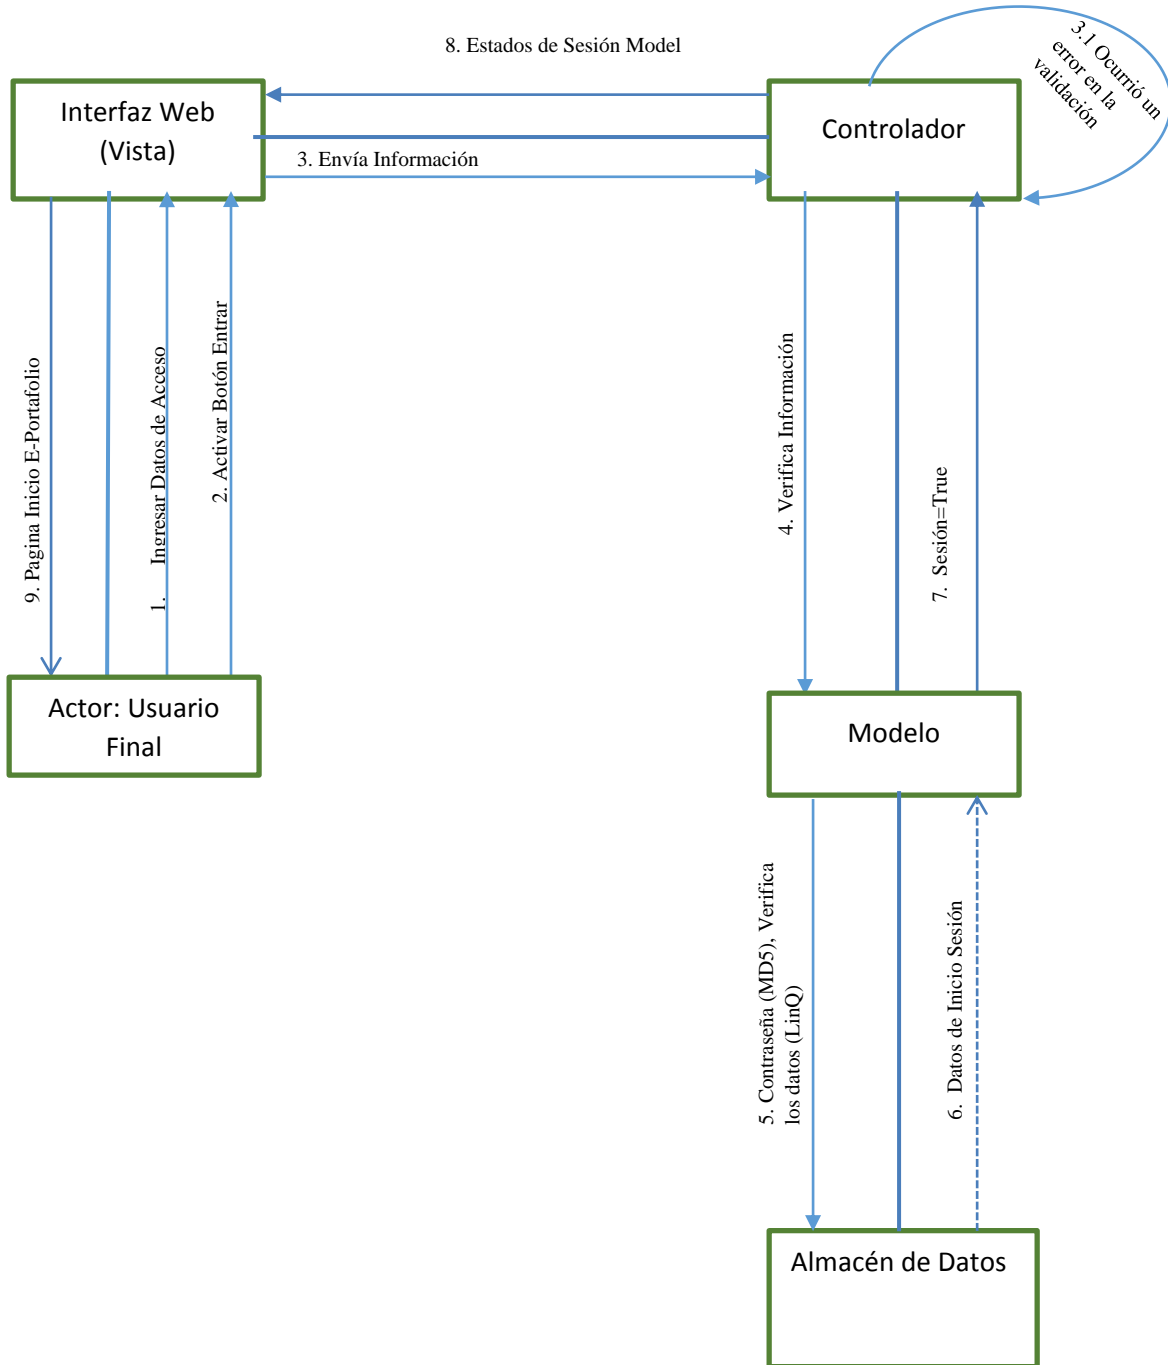 8. Estados de Sesión Model
3.1 Ocurrió un
error en la
validación
Interfaz Web
(Vista)
Controlador
3. Envía Información
9. Pagina Inicio E-Portafolio
1. Ingresar Datos de Acceso
2. Activar Botón Entrar
4. Verifica Información
7. Sesión=True
Actor: Usuario
Final
Modelo
5. Contraseña (MD5), Verifica
los datos (LinQ)
6. Datos de Inicio Sesión
Almacén de Datos